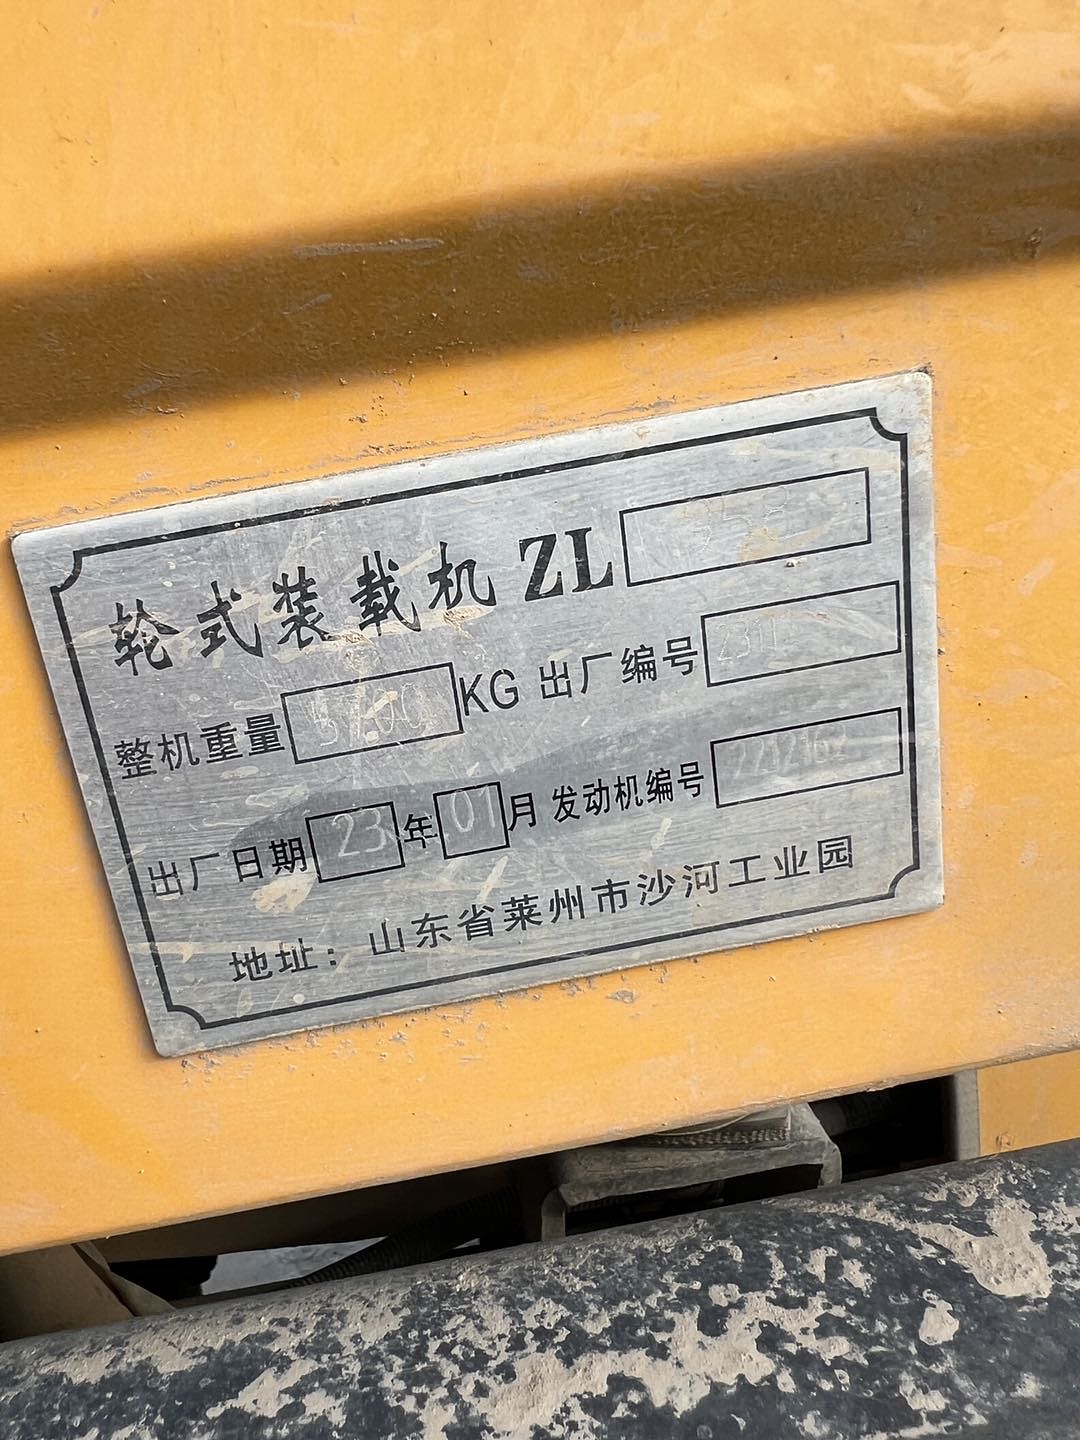 轮式装载机 ZL
整机重量 5700 KG 出厂编号 2311
出厂日期 23 年 01 月 发动机编号
地址：山东省莱州市沙河工业园